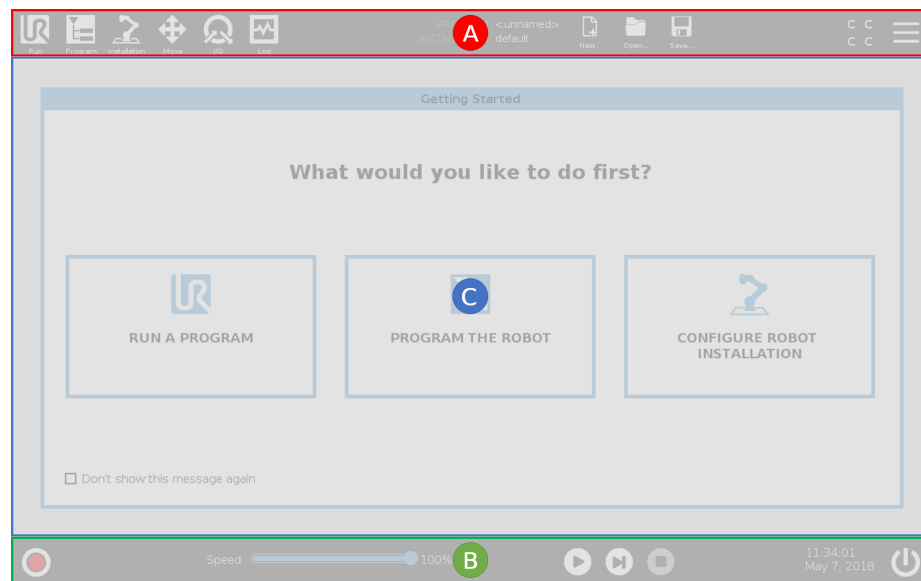 <unnamed>
A
default
Run
Program
Installation
Move
I/O
Log
New...
Open...
Save...
C C
C C
Getting Started
What would you like to do first?
C
RUN A PROGRAM
PROGRAM THE ROBOT
CONFIGURE ROBOT
INSTALLATION
Don't show this message again
Speed
100%
B
11:34:01
May 7, 2018